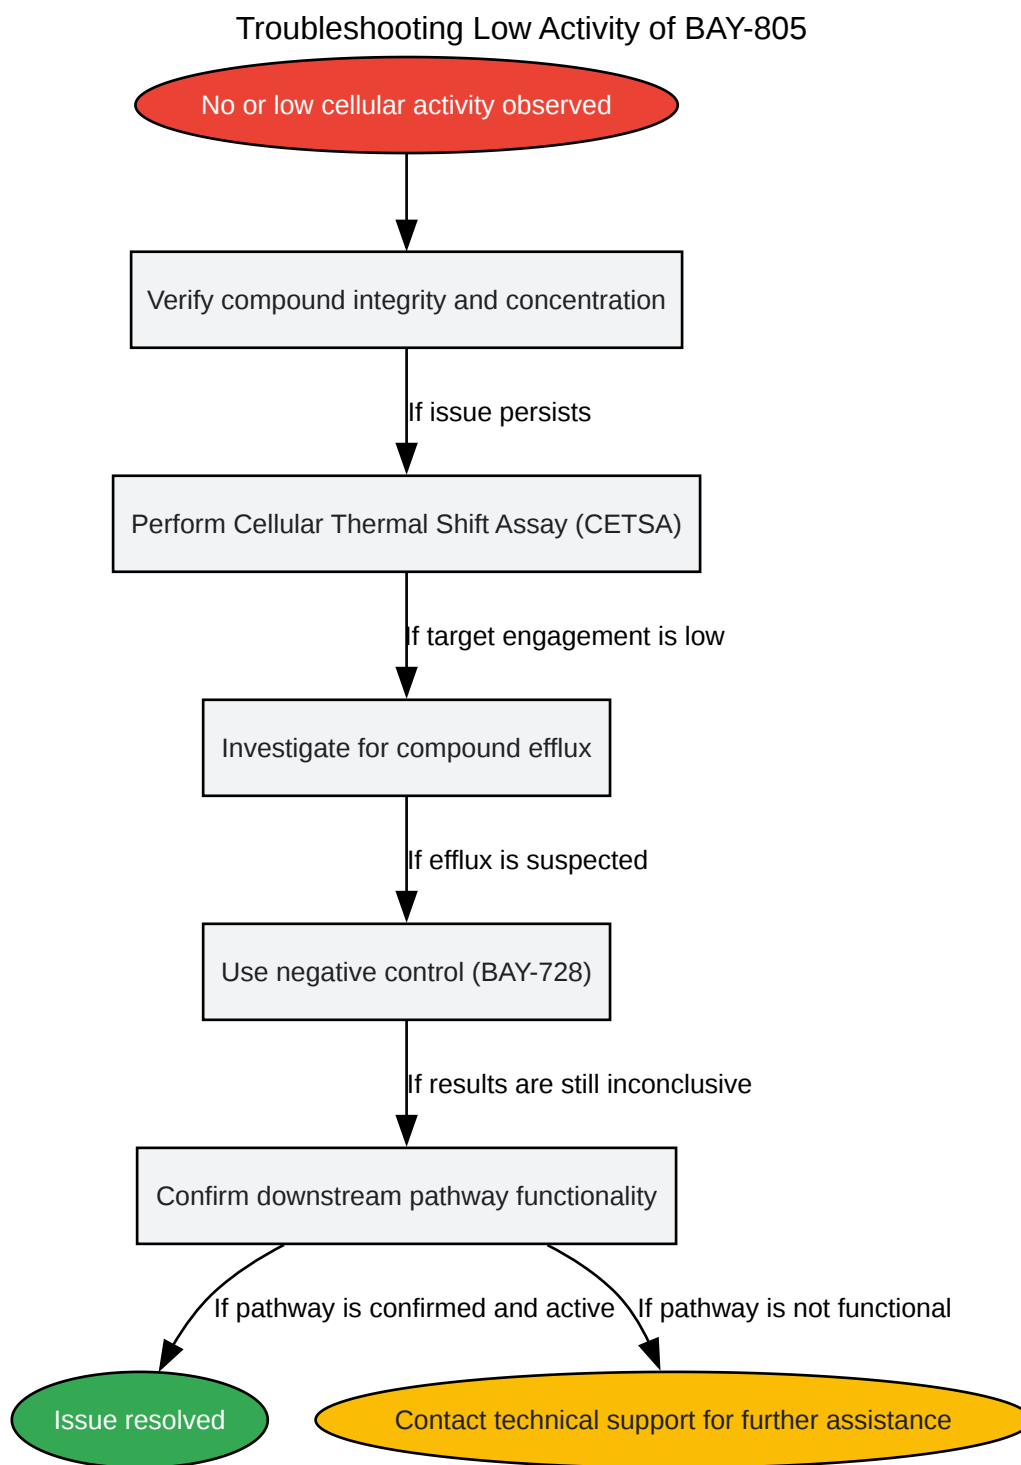 Troubleshooting Low Activity of BAY-805
No or low cellular activity observed
Verify compound integrity and concentration
If issue persists
Perform Cellular Thermal Shift Assay (CETSA)
If target engagement is low
Investigate for compound efflux
If efflux is suspected
Use negative control (BAY-728)
If results are still inconclusive
Confirm downstream pathway functionality
If pathway is confirmed and active
If pathway is not functional
Issue resolved
Contact technical support for further assistance